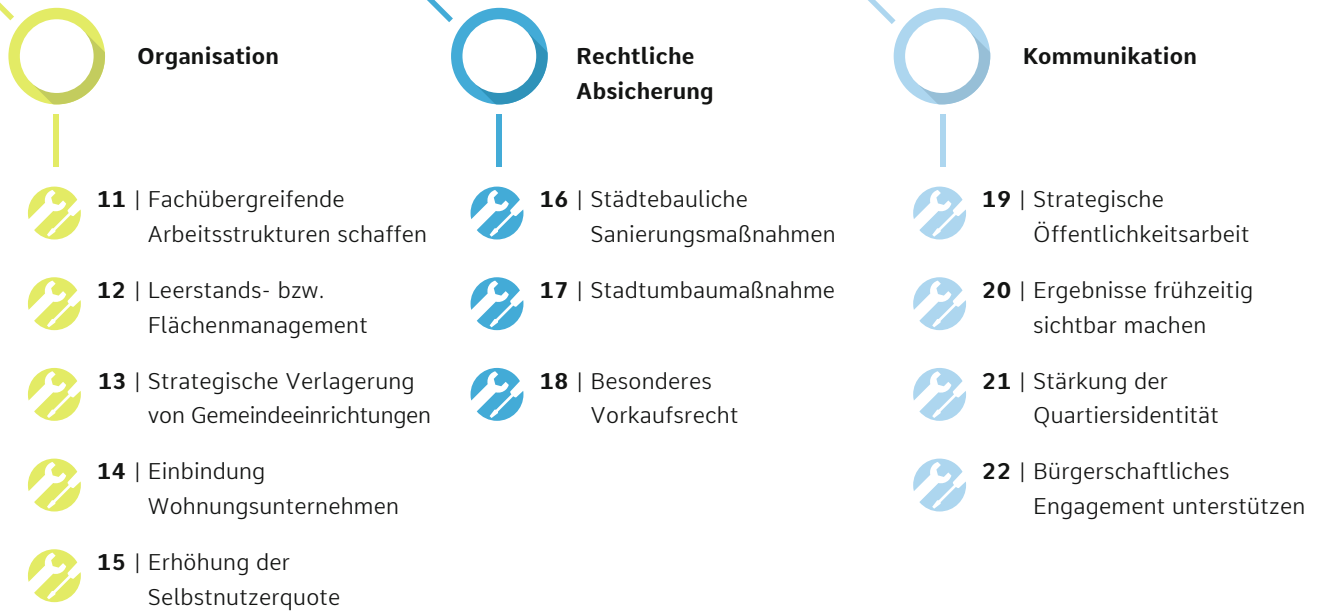 Organisation
11 | Fachübergreifende
Arbeitsstrukturen schaffen
12 | Leerstands- bzw.
Flächenmanagement
13 | Strategische Verlagerung
von Gemeindeeinrichtungen
14 | Einbindung
Wohnungsunternehmen
15 | Erhöhung der
Selbstnutzerquote
Rechtliche
Absicherung
16 | Städtebauliche
Sanierungsmaßnahmen
17 | Stadtumbaumaßnahme
18 | Besonderes
Vorkaufsrecht
Kommunikation
19 | Strategische
Öffentlichkeitsarbeit
20 | Ergebnisse frühzeitig
sichtbar machen
21 | Stärkung der
Quartiersidentität
22 | Bürgerschaftliches
Engagement unterstützen